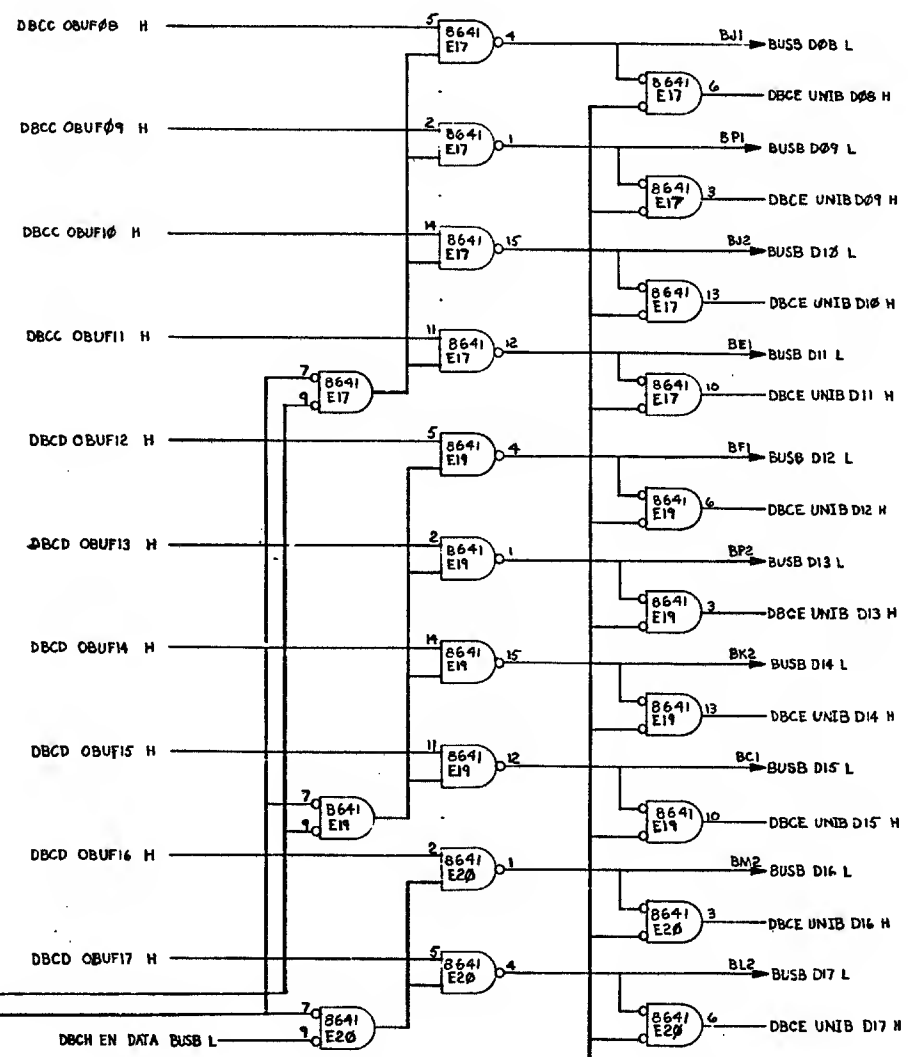 DBCC OBUFØ8 H
5
8641
E17
4
BJ1
BUSB DØ8 L
8641
E17
6
DBCE UNIB DØ8 H
DBCC OBUFØ9 H
2
8641
E17
1
BP1
BUSB DØ9 L
8641
E17
3
DBCE UNIB DØ9 H
DBCC OBUF1Ø H
14
8641
E17
15
BJ2
BUSB D1Ø L
8641
E17
13
DBCE UNIB D1Ø H
DBCC OBUF11 H
11
8641
E17
12
BE1
BUSB D11 L
7
9
8641
E17
8641
E17
10
DBCE UNIB D11 H
DBCD OBUF12 H
5
8641
E19
4
BF1
BUSB D12 L
8641
E19
6
DBCE UNIB D12 H
DBCD OBUF13 H
2
8641
E19
1
BP2
BUSB D13 L
8641
E19
3
DBCE UNIB D13 H
DBCD OBUF14 H
14
8641
E19
15
BK2
BUSB D14 L
8641
E19
13
DBCE UNIB D14 H
DBCD OBUF15 H
11
8641
E19
12
BC1
BUSB D15 L
7
9
8641
E19
8641
E19
10
DBCE UNIB D15 H
DBCD OBUF16 H
2
8641
E2Ø
1
BM2
BUSB D16 L
8641
E2Ø
3
DBCE UNIB D16 H
DBCD OBUF17 H
5
8641
E2Ø
4
BL2
BUSB D17 L
7
9
8641
E2Ø
DBCH EN DATA BUSB L
8641
E2Ø
6
DBCE UNIB D17 H